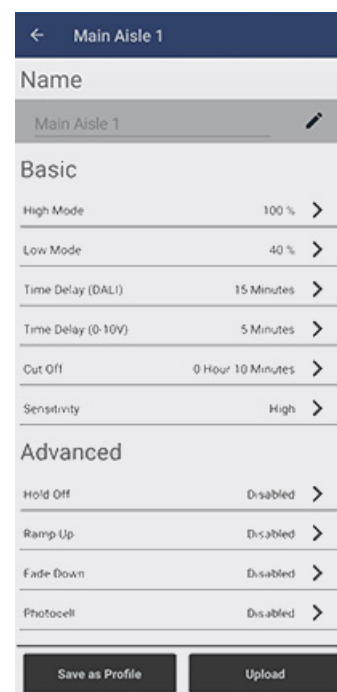 ← Main Aisle 1
Name
Main Aisle 1
Basic
High Mode 100 %
Low Mode 40 %
Time Delay (DALI) 15 Minutes
Time Delay (0-10V) 5 Minutes
Cut Off 0 Hour 10 Minutes
Sensitivity High
Advanced
Hold Off Disabled
Ramp Up Disabled
Fade Down Disabled
Photocell Disabled
Save as Profile Upload